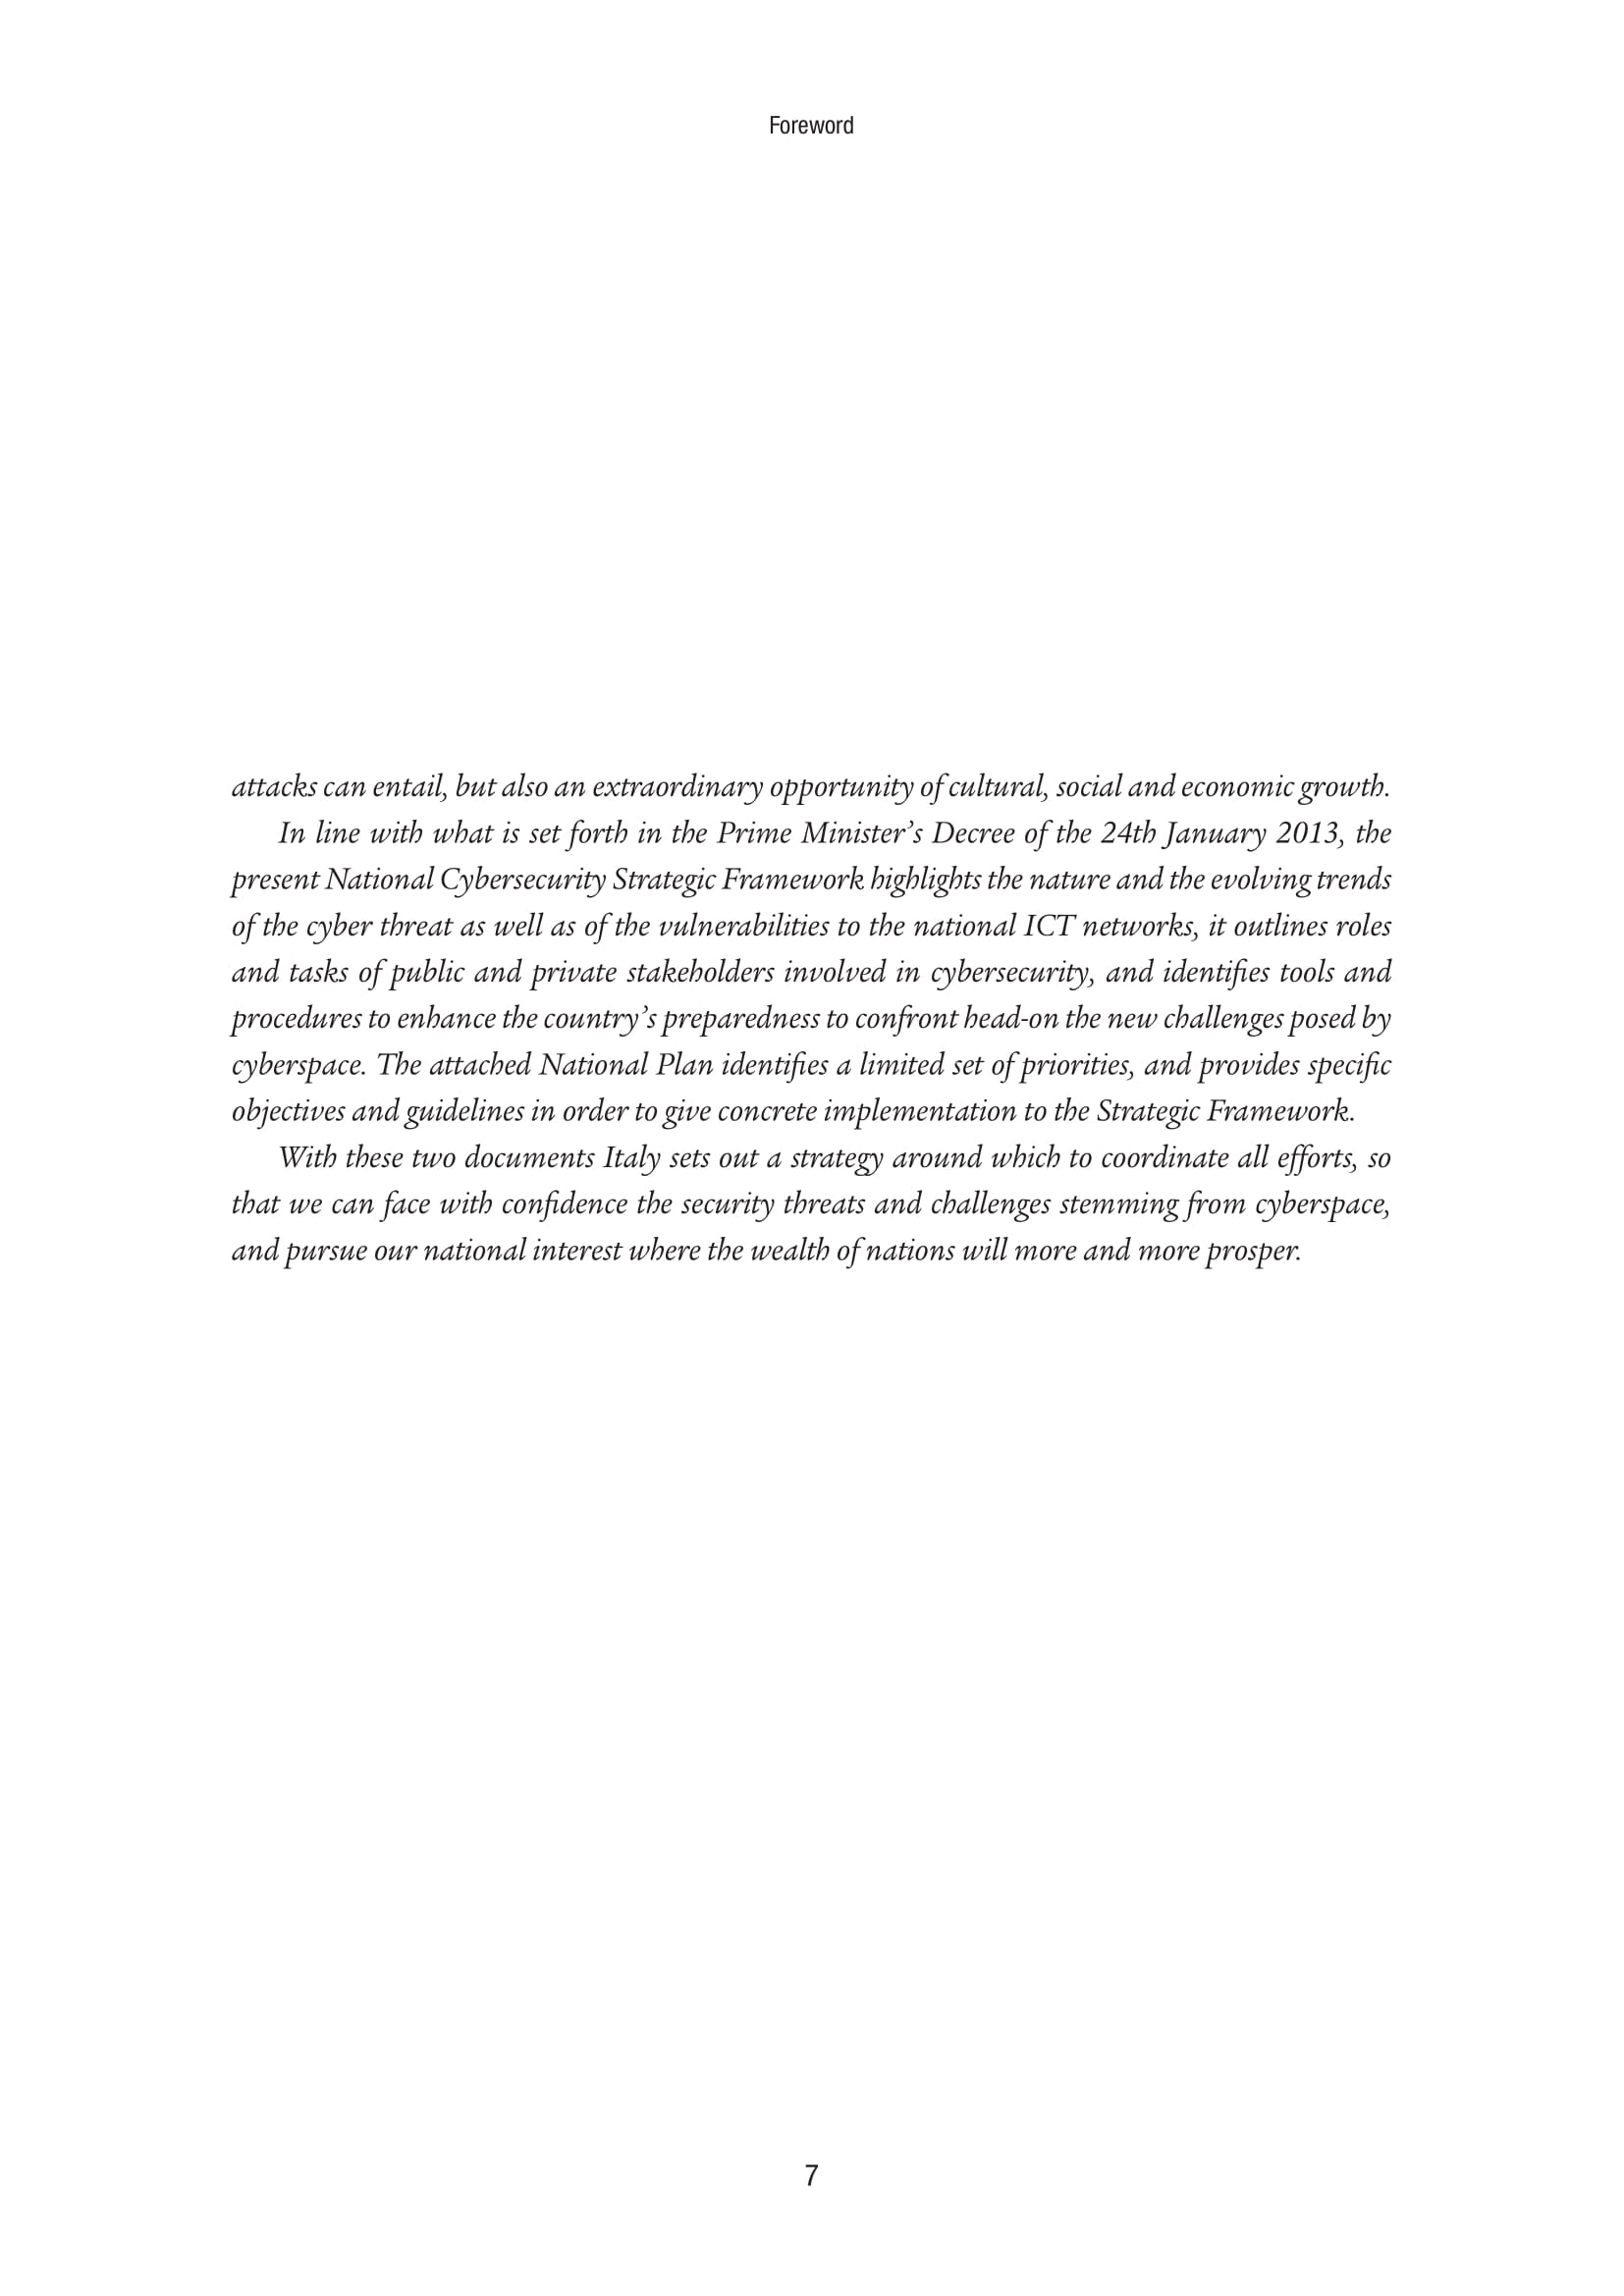 Foreword
attacks can entail, but also an extraordinary opportunity of cultural, social and economic growth.
In line with what is set forth in the Prime Minister’s Decree of the 24th January 2013, the
present National Cybersecurity Strategic Framework highlights the nature and the evolving trends
of the cyber threat as well as of the vulnerabilities to the national ICT networks, it outlines roles
and tasks of public and private stakeholders involved in cybersecurity, and identifies tools and
procedures to enhance the country’s preparedness to confront head-on the new challenges posed by
cyberspace. The attached National Plan identifies a limited set of priorities, and provides specific
objectives and guidelines in order to give concrete implementation to the Strategic Framework.
With these two documents Italy sets out a strategy around which to coordinate all efforts, so
that we can face with confidence the security threats and challenges stemming from cyberspace,
and pursue our national interest where the wealth of nations will more and more prosper.
7